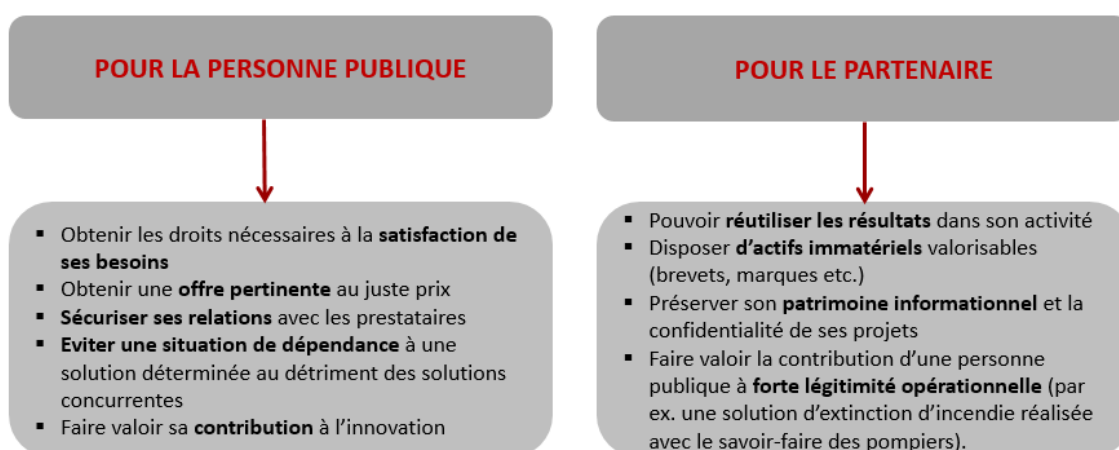 POUR LA PERSONNE PUBLIQUE
▪ Obtenir les droits nécessaires à la satisfaction de
ses besoins
▪ Obtenir une offre pertinente au juste prix
▪ Sécuriser ses relations avec les prestataires
▪ Eviter une situation de dépendance à une
solution déterminée au détriment des solutions
concurrentes
▪ Faire valoir sa contribution à l’innovation
POUR LE PARTENAIRE
▪ Pouvoir réutiliser les résultats dans son activité
▪ Disposer d’actifs immatériels valorisables
(brevets, marques etc.)
▪ Préserver son patrimoine informationnel et la
confidentialité de ses projets
▪ Faire valoir la contribution d’une personne
publique à forte légitimité opérationnelle (par
ex. une solution d’extinction d’incendie réalisée
avec le savoir-faire des pompiers).